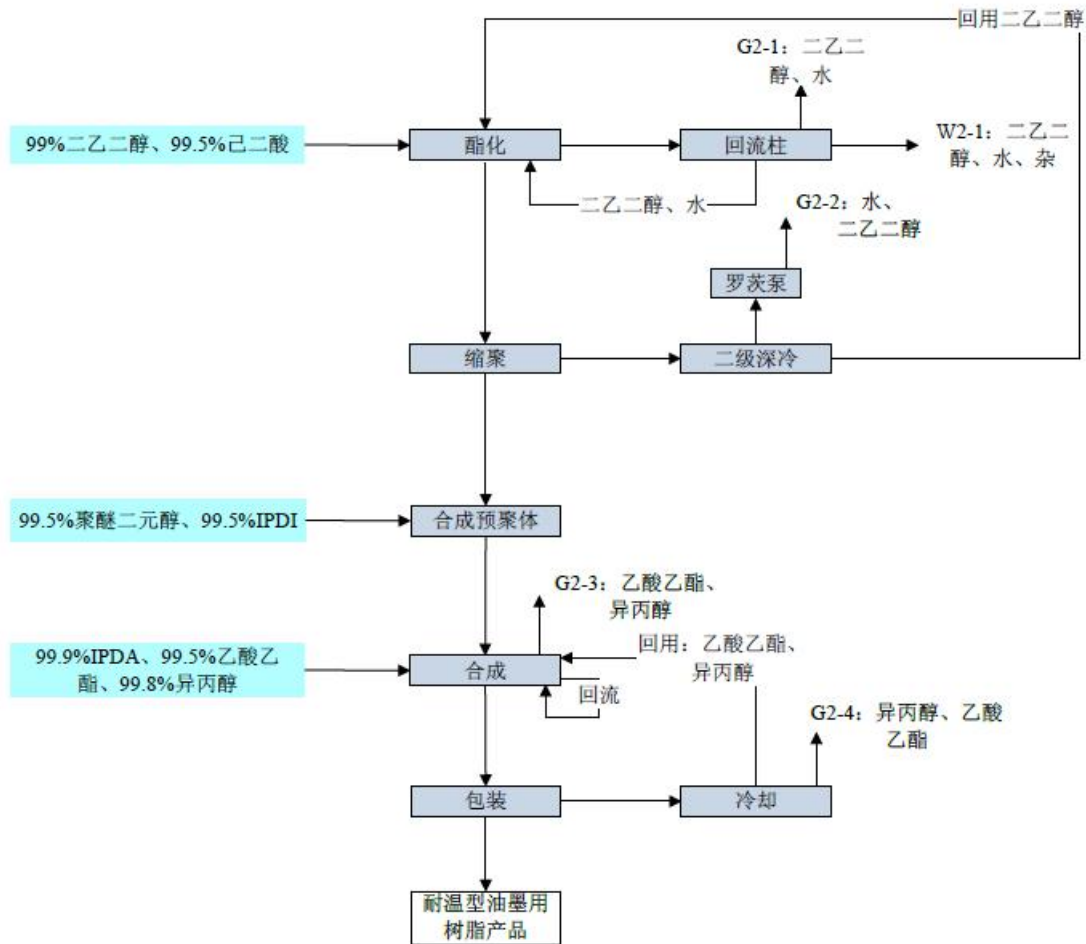 回用二乙二醇
G2-1：二乙二
醇、水
99%二乙二醇、99.5%己二酸
酯化
回流柱
W2-1：二乙二
醇、水、杂
二乙二醇、水
G2-2：水、
二乙二醇
罗茨泵
缩聚
二级深冷
99.5%聚醚二元醇、99.5%IPDI
合成预聚体
G2-3：乙酸乙酯、
异丙醇
99.9%IPDA、99.5%乙酸乙
酯、99.8%异丙醇
合成
回用：乙酸乙酯、
异丙醇
回流
G2-4：异丙醇、乙酸
乙酯
包装
冷却
耐温型油墨用
树脂产品